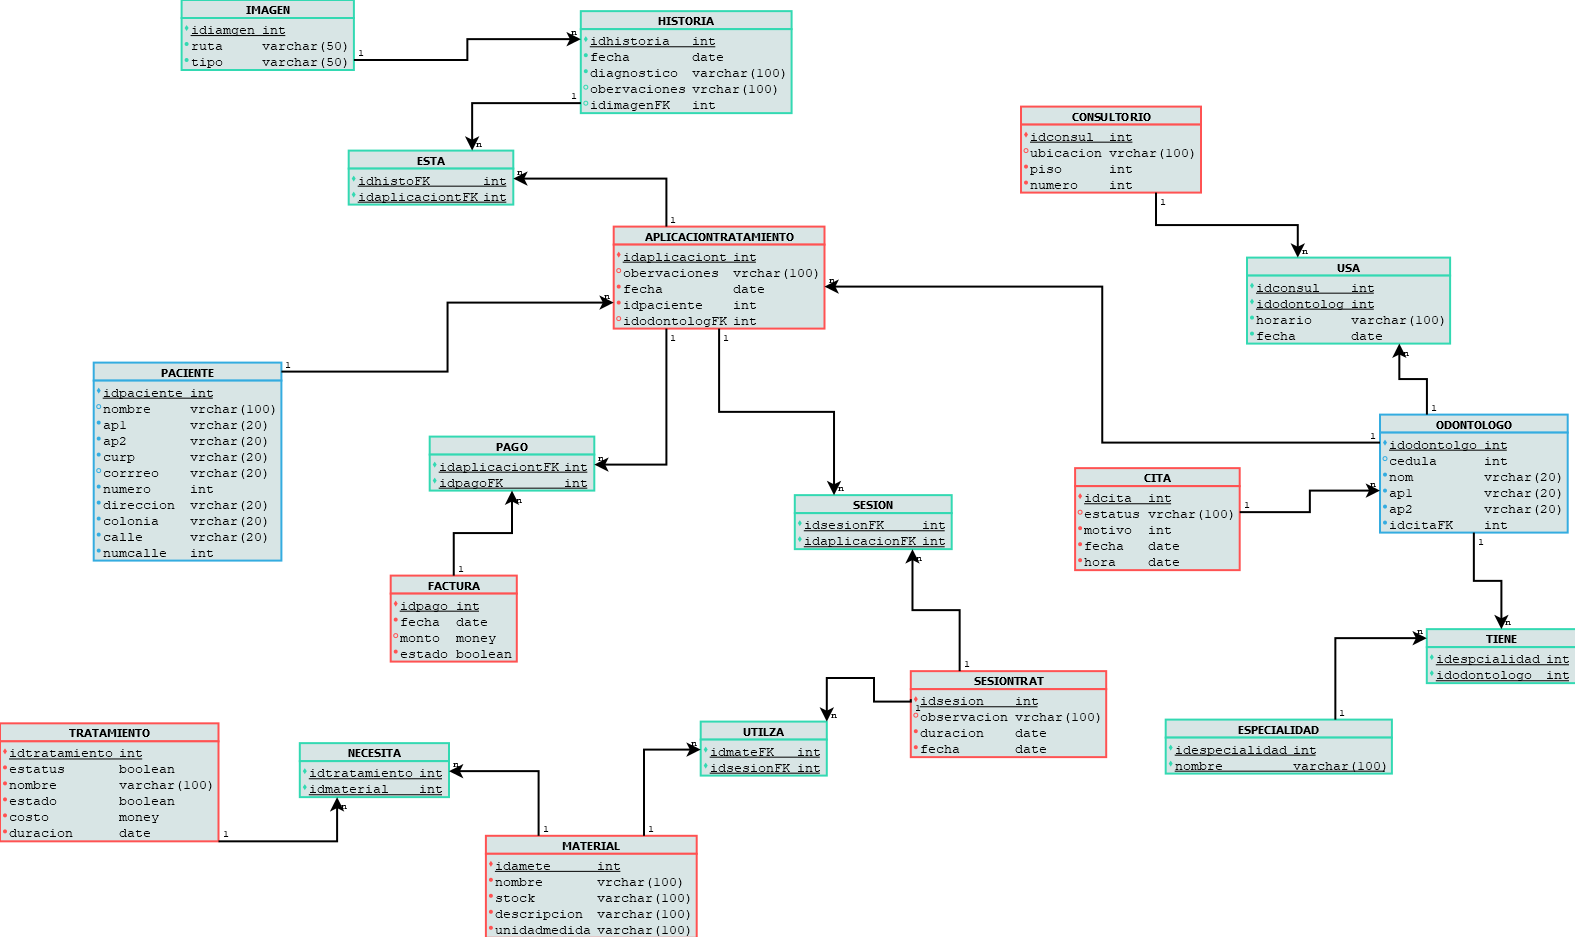 IMAGEN
idiamgen int
ruta varchar(50)
tipo varchar(50)
1
n
HISTORIA
idhistoria int
fecha date
diagnostico varchar(100)
obervaciones vrchar(100)
idimagenFK int
1
n
ESTA
idhistoFK int
idaplicaciontFK int
n
1
CONSULTORIO
idconsul int
ubicacion vrchar(100)
piso int
numero int
1
n
APLICACIONTRATAMIENTO
idaplicaciont int
obervaciones vrchar(100)
fecha date
idpaciente int
idodontologFK int
n
n
1
1
USA
idconsul int
idodontolog int
horario varchar(100)
fecha date
n
1
PACIENTE
idpaciente int
nombre vrchar(100)
ap1 vrchar(20)
ap2 vrchar(20)
curp vrchar(20)
corrreo vrchar(20)
numero int
direccion vrchar(20)
colonia vrchar(20)
calle vrchar(20)
numcalle int
1
PAGO
idaplicaciontFK int
idpagoFK int
n
n
1
ODONTOLOGO
idodontolgo int
cedula int
nom vrchar(20)
ap1 vrchar(20)
ap2 vrchar(20)
idcitaFK int
1
n
1
CITA
idcita int
estatus vrchar(100)
motivo int
fecha date
hora date
1
SESION
idsesionFK int
idaplicacionFK int
n
n
1
FACTURA
idpago int
fecha date
monto money
estado boolean
TIENE
idespcialidad int
idodontologo int
n
n
1
SESIONTRAT
idsesion int
observacion vrchar(100)
duracion date
fecha date
1
n
UTILZA
idmateFK int
idsesionFK int
n
1
ESPECIALIDAD
idespecialidad int
nombre varchar(100)
1
TRATAMIENTO
idtratamiento int
estatus boolean
nombre varchar(100)
estado boolean
costo money
duracion date
1
NECESITA
idtratamiento int
idmaterial int
n
n
1
MATERIAL
idamete int
nombre vrchar(100)
stock varchar(100)
descripcion varchar(100)
unidadmedida varchar(100)